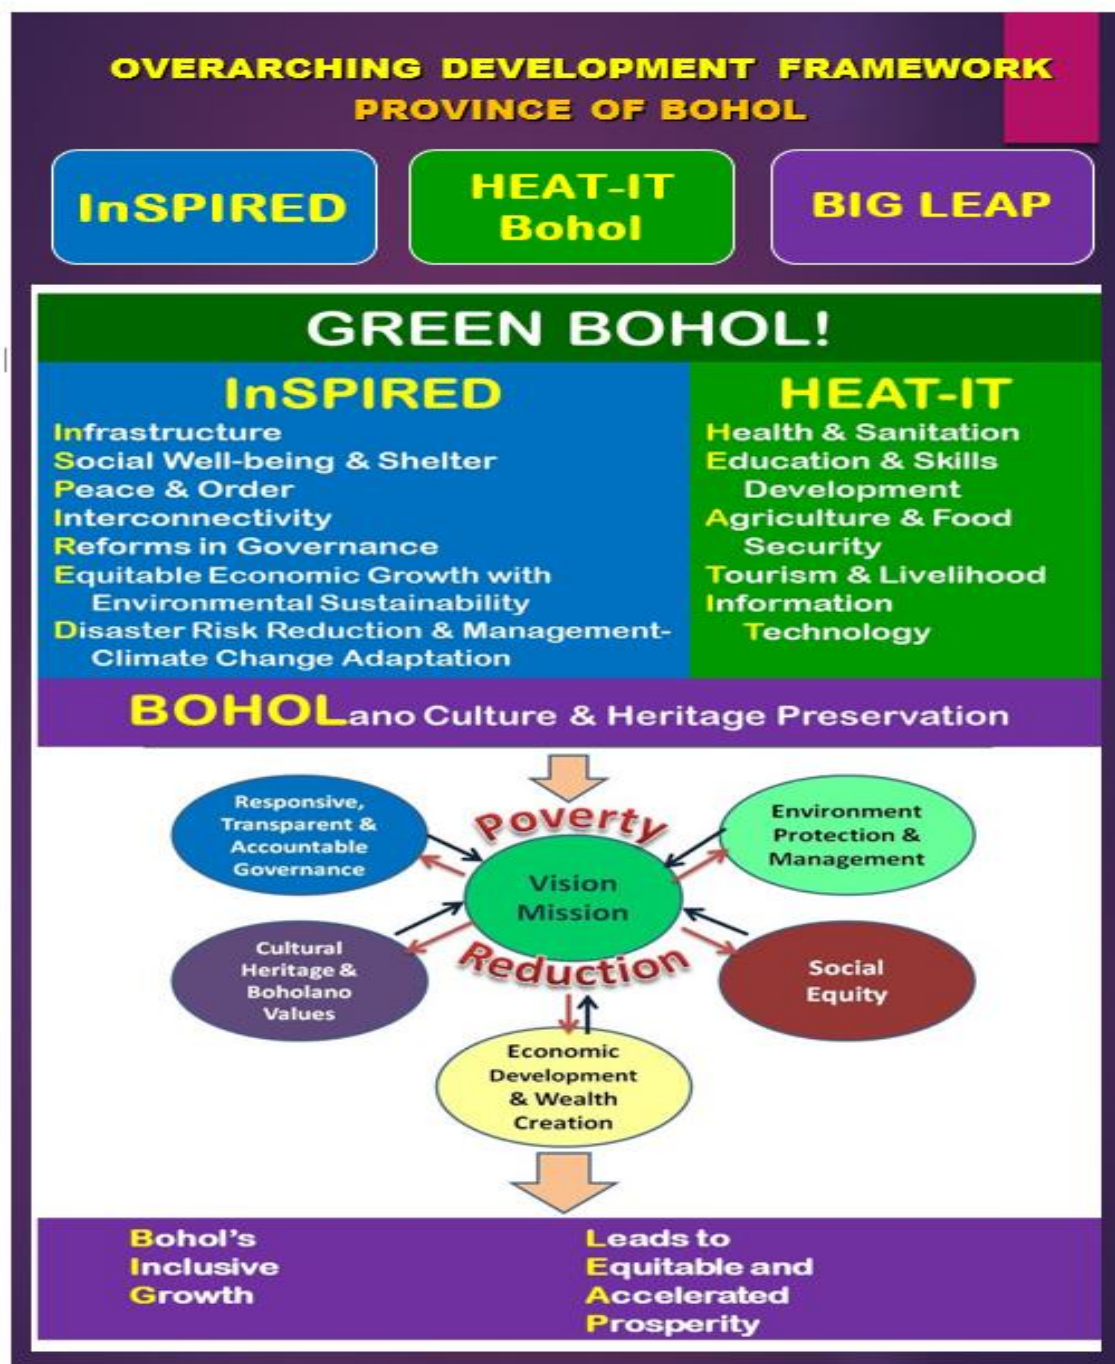 OVERARCHING DEVELOPMENT FRAMEWORK
PROVINCE OF BOHOL
InSPIRED
HEAT-IT
Bohol
BIG LEAP
GREEN BOHOL!
InSPIRED
Infrastructure
Social Well-being & Shelter
Peace & Order
Interconnectivity
Reforms in Governance
Equitable Economic Growth with
Environmental Sustainability
Disaster Risk Reduction & Management-
Climate Change Adaptation
HEAT-IT
Health & Sanitation
Education & Skills
Development
Agriculture & Food
Security
Tourism & Livelihood
Information
Technology
BOHOLano Culture & Heritage Preservation
Responsive,
Transparent &
Accountable
Governance
Poverty
Vision
Mission
Reduction
Environment
Protection &
Management
Cultural
Heritage &
Boholano
Values
Social
Equity
Economic
Development
& Wealth
Creation
Bohol's
Inclusive
Growth
Leads to
Equitable and
Accelerated
Prosperity